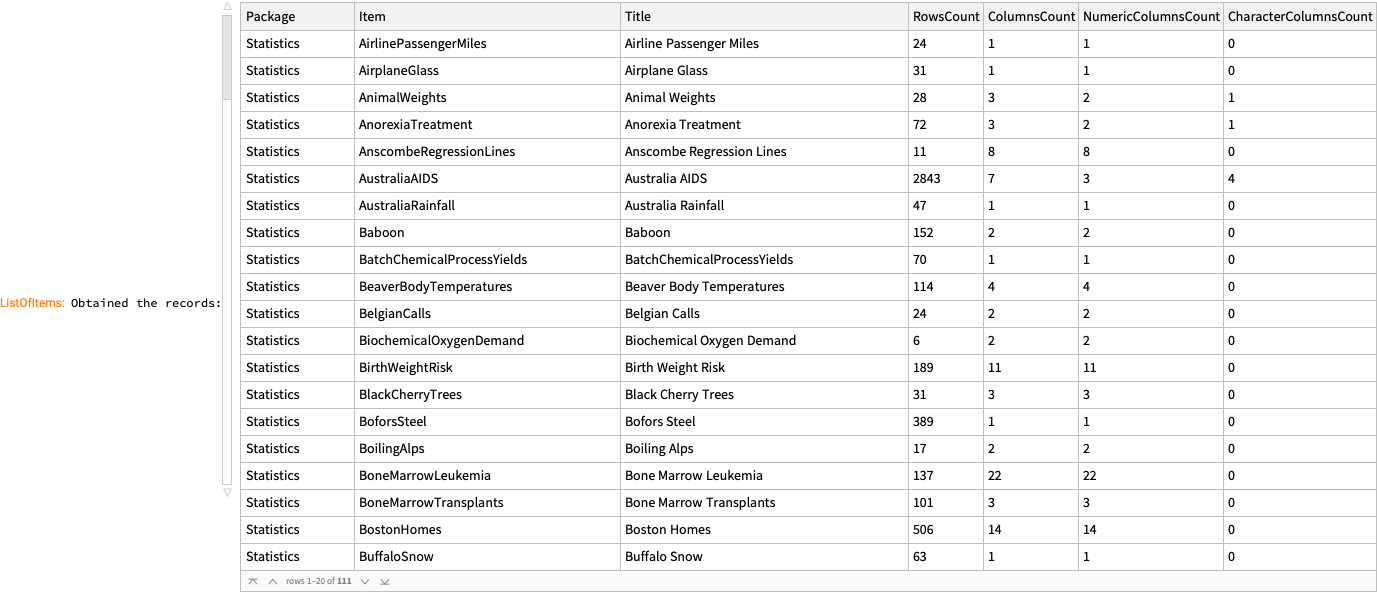 Package Item Title RowsCount ColumnsCount NumericColumnsCount CharacterColumnsCount
Statistics AirlinePassengerMiles Airline Passenger Miles 24 1 1 0
Statistics AirplaneGlass Airplane Glass 31 1 1 0
Statistics AnimalWeights Animal Weights 28 3 2 1
Statistics AnorexiaTreatment Anorexia Treatment 72 3 2 1
Statistics AnscombeRegressionLines Anscombe Regression Lines 11 8 8 0
Statistics AustraliaAIDS Australia AIDS 2843 7 3 4
Statistics AustraliaRainfall Australia Rainfall 47 1 1 0
Statistics Baboon Baboon 152 2 2 0
Statistics BatchChemicalProcessYields BatchChemicalProcessYields 70 1 1 0
Statistics BeaverBodyTemperatures Beaver Body Temperatures 114 4 4 0
ListOfItems: Obtained the records:
Statistics BelgianCalls Belgian Calls 24 2 2 0
Statistics BiochemicalOxygenDemand Biochemical Oxygen Demand 6 2 2 0
Statistics BirthWeightRisk Birth Weight Risk 189 11 11 0
Statistics BlackCherryTrees Black Cherry Trees 31 3 3 0
Statistics BoforsSteel Bofors Steel 389 1 1 0
Statistics BoilingAlps Boiling Alps 17 2 2 0
Statistics BoneMarrowLeukemia Bone Marrow Leukemia 137 22 22 0
Statistics BoneMarrowTransplants Bone Marrow Transplants 101 3 3 0
Statistics BostonHomes Boston Homes 506 14 14 0
Statistics BuffaloSnow Buffalo Snow 63 1 1 0
rows 1–20 of 111